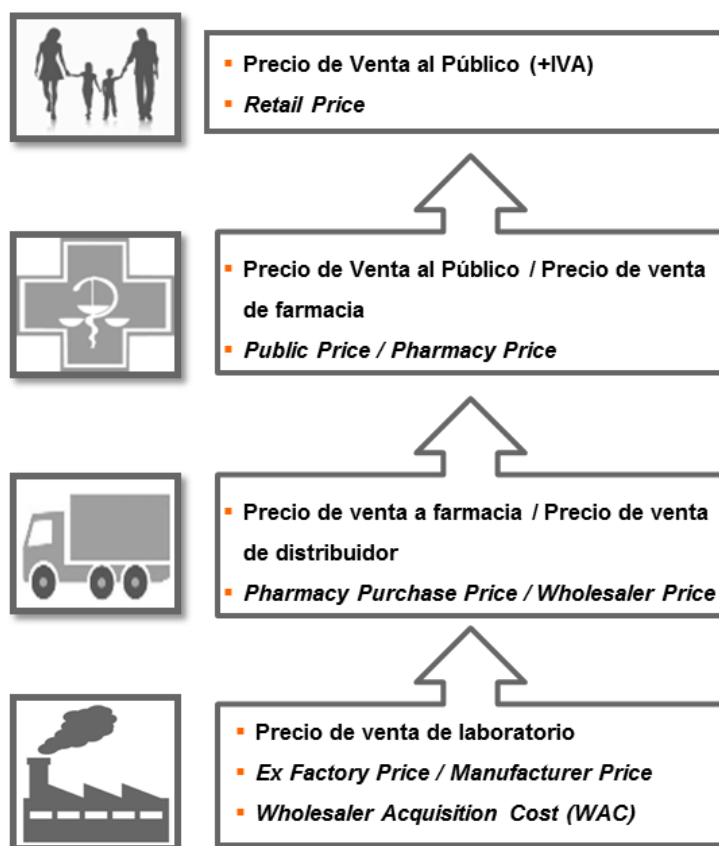 Precio de Venta al Público (+IVA)
Retail Price
Precio de Venta al Público / Precio de venta
de farmacia
Public Price / Pharmacy Price
Precio de venta a farmacia / Precio de venta
de distribuidor
Pharmacy Purchase Price / Wholesaler Price
Precio de venta de laboratorio
Ex Factory Price / Manufacturer Price
Wholesaler Acquisition Cost (WAC)